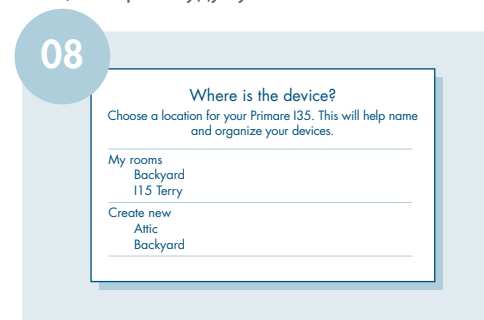 08
Where is the device?
Choose a location for your Primare I35. This will help name
and organize your devices.
My rooms
Backyard
I15 Terry
Create new
Attic
Backyard